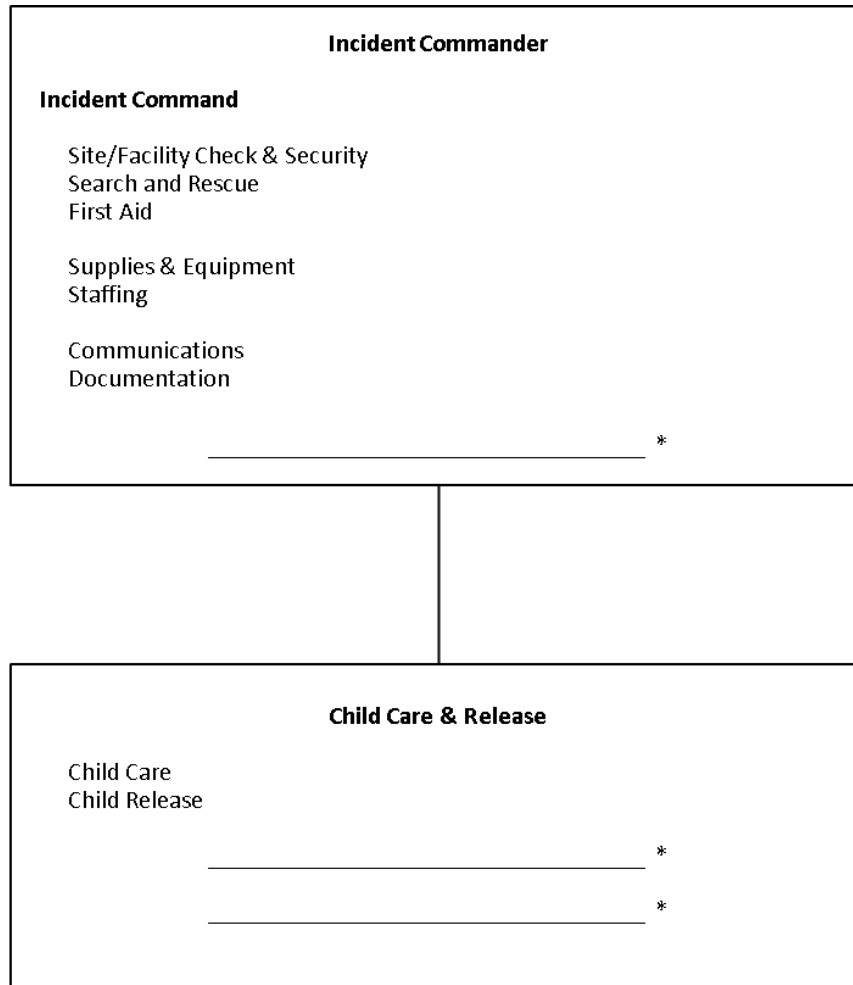 Incident Commander
Incident Command
Site/Facility Check & Security
Search and Rescue
First Aid
Supplies & Equipment
Staffing
Communications
Documentation
*
Child Care & Release
Child Care
Child Release
*
*